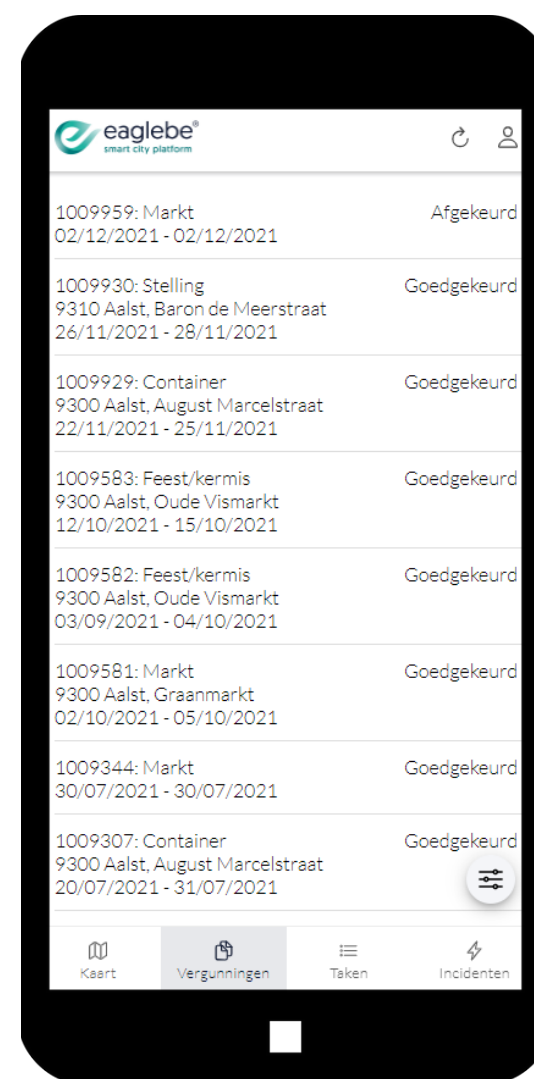 eaglebe®
smart city platform
1009959: Markt Afgekeurd
02/12/2021 - 02/12/2021
1009930: Stelling Goedgekeurd
9310 Aalst, Baron de Meerstraat
26/11/2021 - 28/11/2021
1009929: Container Goedgekeurd
9300 Aalst, August Marcelstraat
22/11/2021 - 25/11/2021
1009583: Feest/kermis Goedgekeurd
9300 Aalst, Oude Vismarkt
12/10/2021 - 15/10/2021
1009582: Feest/kermis Goedgekeurd
9300 Aalst, Oude Vismarkt
03/09/2021 - 04/10/2021
1009581: Markt Goedgekeurd
9300 Aalst, Graanmarkt
02/10/2021 - 05/10/2021
1009344: Markt Goedgekeurd
30/07/2021 - 30/07/2021
1009307: Container Goedgekeurd
9300 Aalst, August Marcelstraat
20/07/2021 - 31/07/2021
Kaart Vergunningen Taken Incidenten